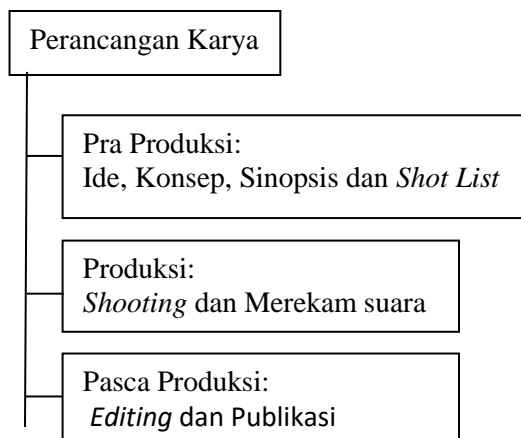 Perancangan Karya
Pra Produksi:
Ide, Konsep, Sinopsis dan Shot List
Produksi:
Shooting dan Merekam suara
Pasca Produksi:
Editing dan Publikasi